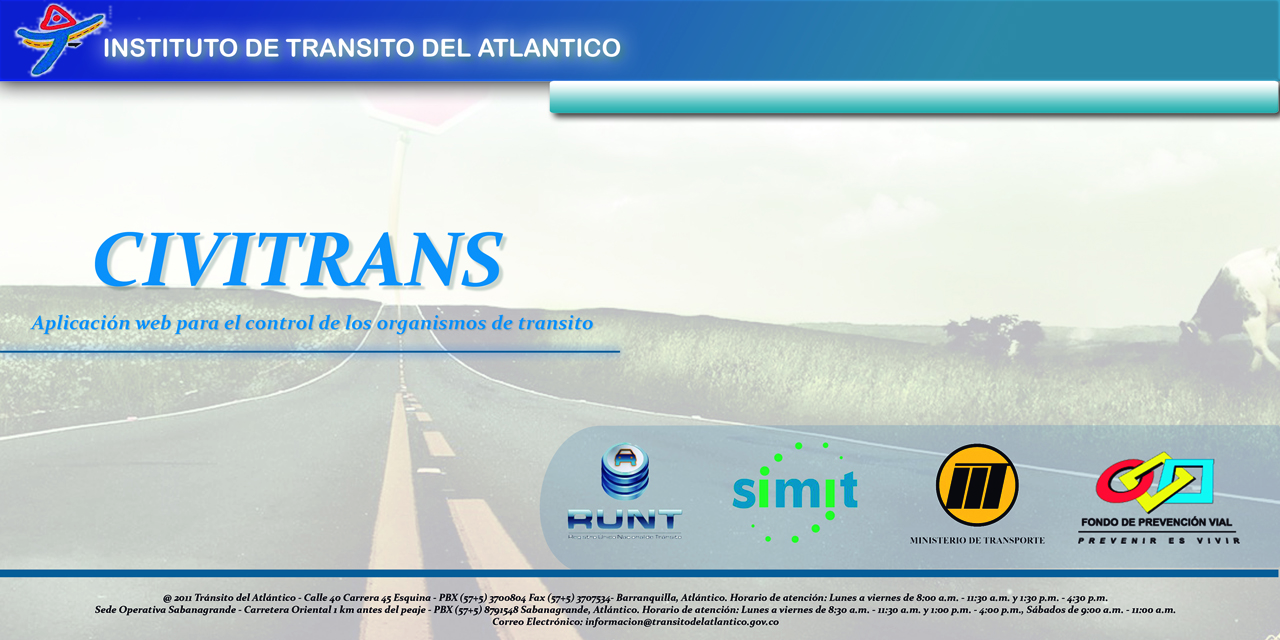 INSTITUTO DE TRANSITO DEL ATLANTICO
CIVITRANS
Aplicación web para el control de los organismos de transito
RUNT
Registro Único Nacional de Tránsito
simit
MINISTERIO DE TRANSPORTE
FONDO DE PREVENCIÓN VIAL
PREVENIR ES VIVIR
@ 2011 Tránsito del Atlántico - Calle 40 Carrera 45 Esquina - PBX (57+5) 3700804 Fax (57+5) 3707534- Barranquilla, Atlántico. Horario de atención: Lunes a viernes de 8:00 a.m. - 11:30 a.m. y 1:30 p.m. - 4:30 p.m.
Sede Operativa Sabanagrande - Carretera Oriental 1 km antes del peaje - PBX (57+5) 8791548 Sabanagrande, Atlántico. Horario de atención: Lunes a viernes de 8:30 a.m. - 11:30 a.m. y 1:00 p.m. - 4:00 p.m., Sábados de 9:00 a.m. - 11:00 a.m.
Correo Electrónico: informacion@transitodelatlantico.gov.co